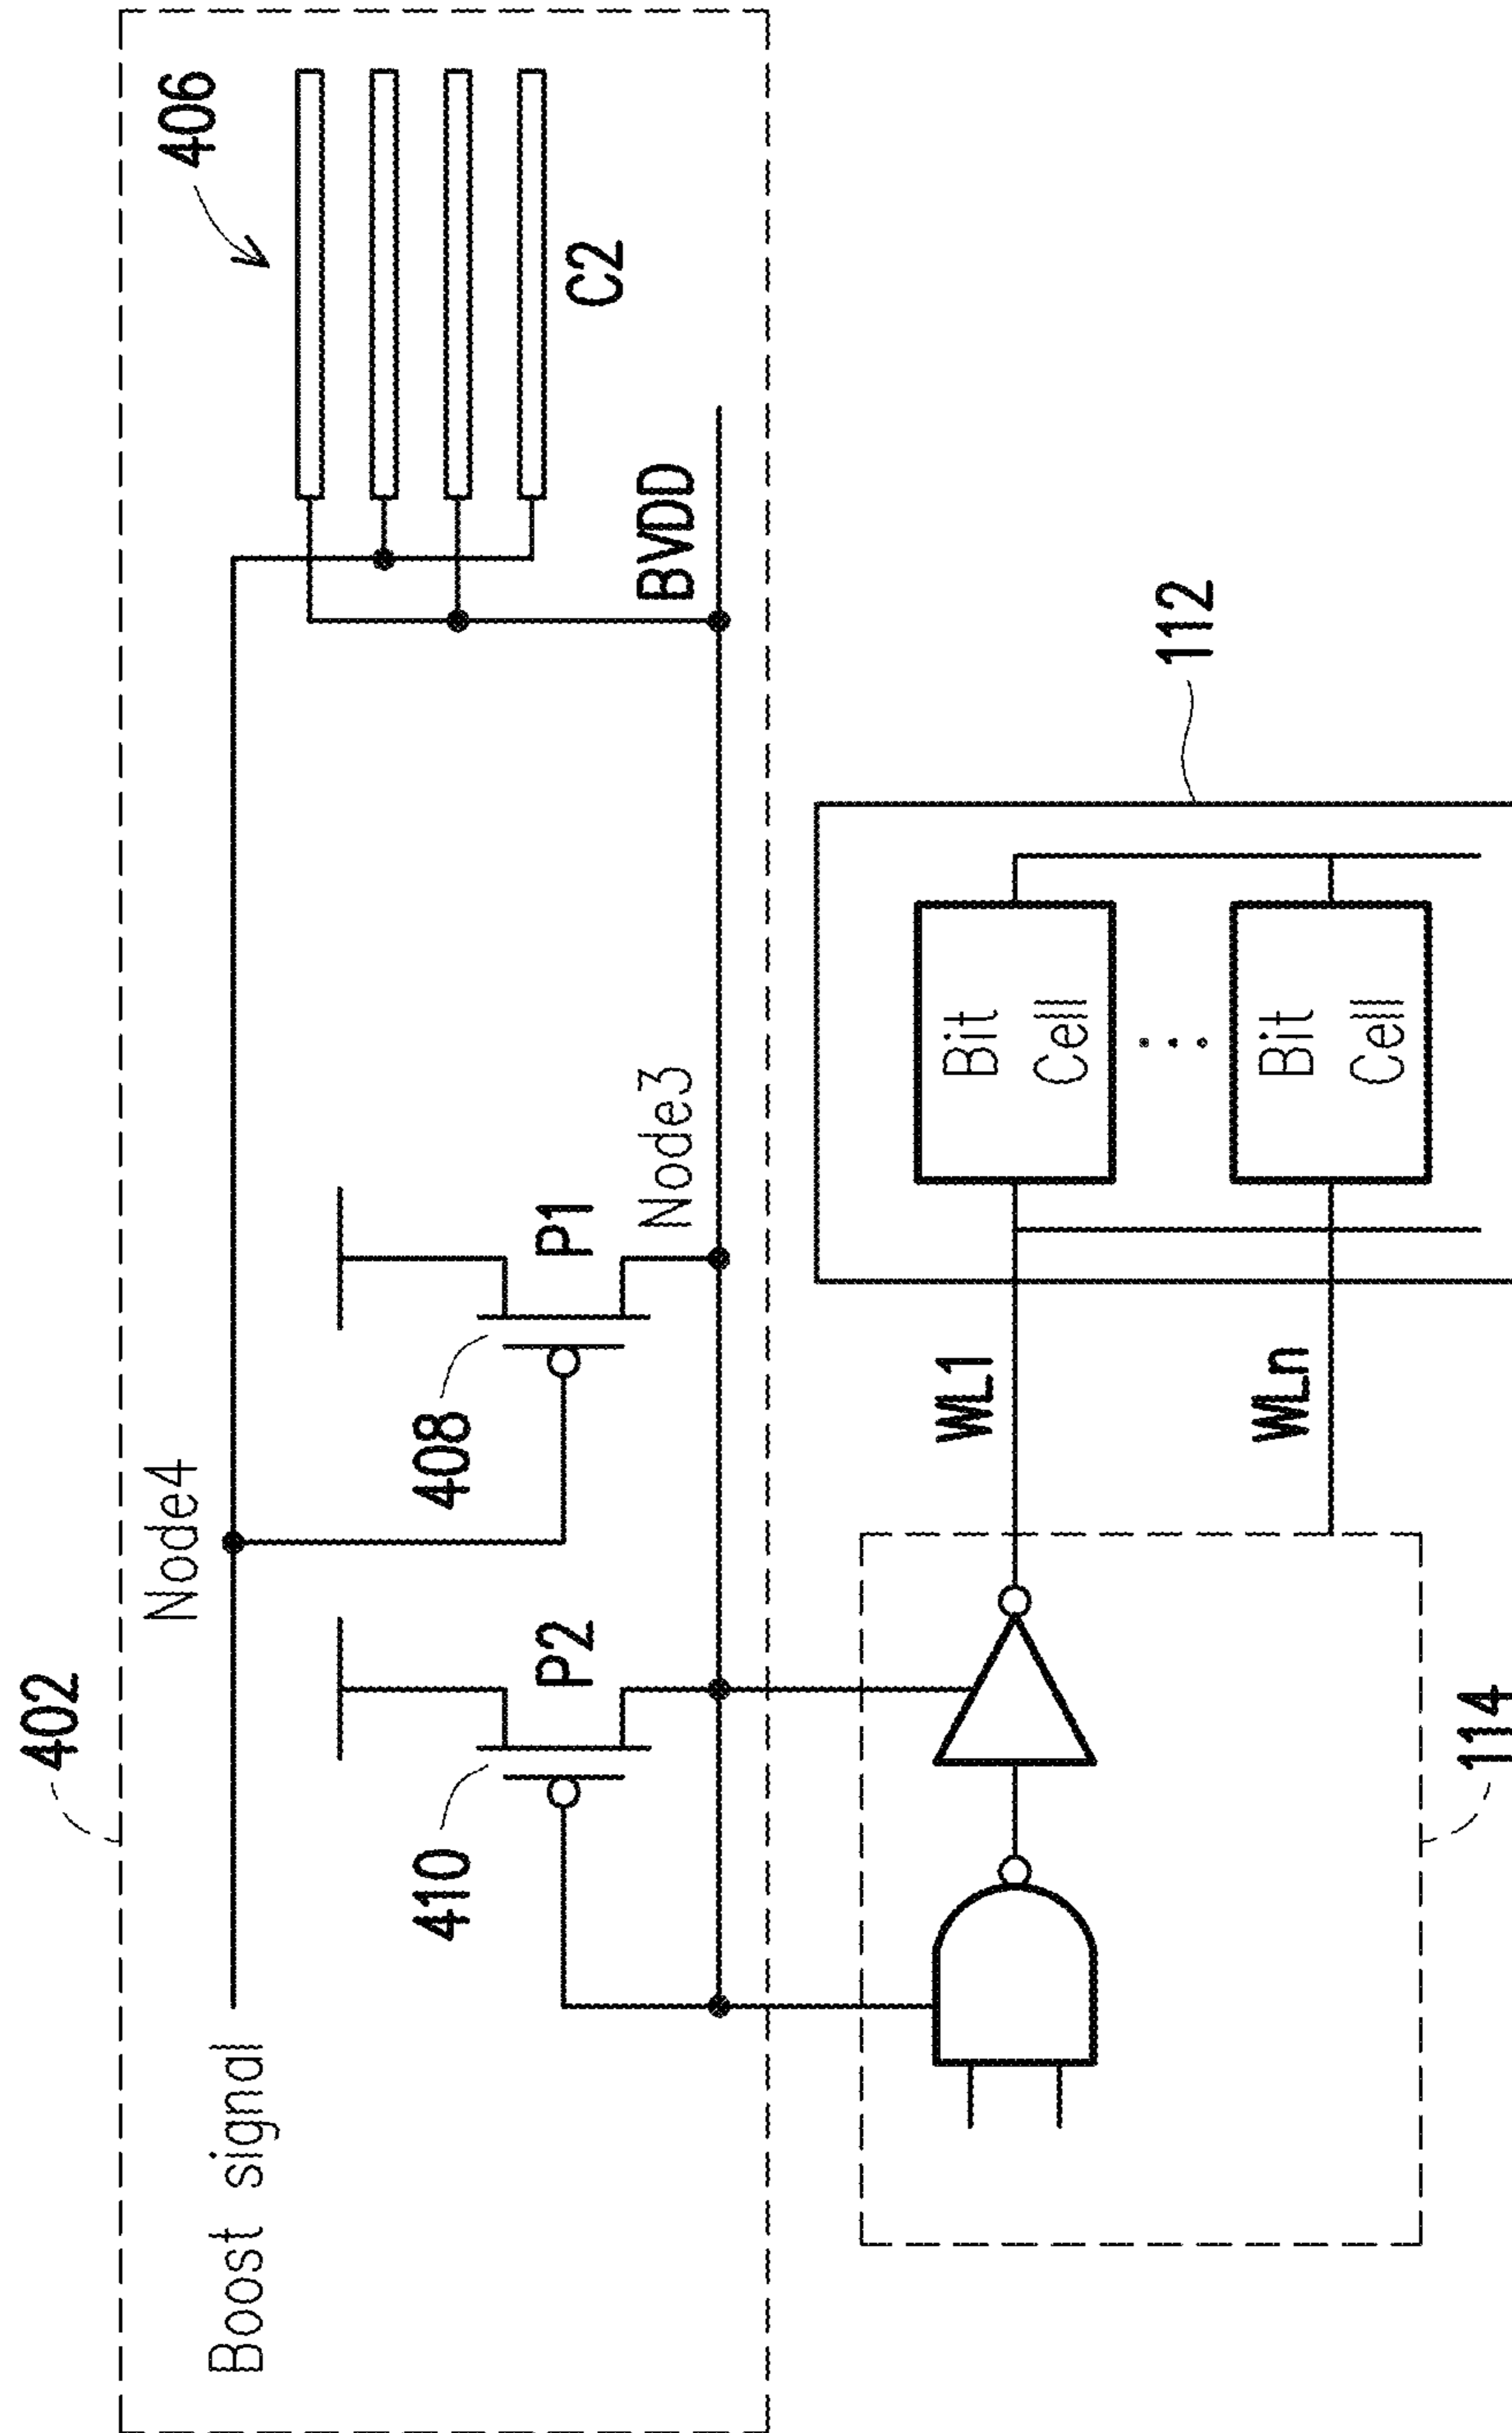 402
Boost signal
Node4
406
410
P2
408
P1
Node3
BVDD
C2
WL1
WLn
Bit
Cell
Bit
Cell
112
114